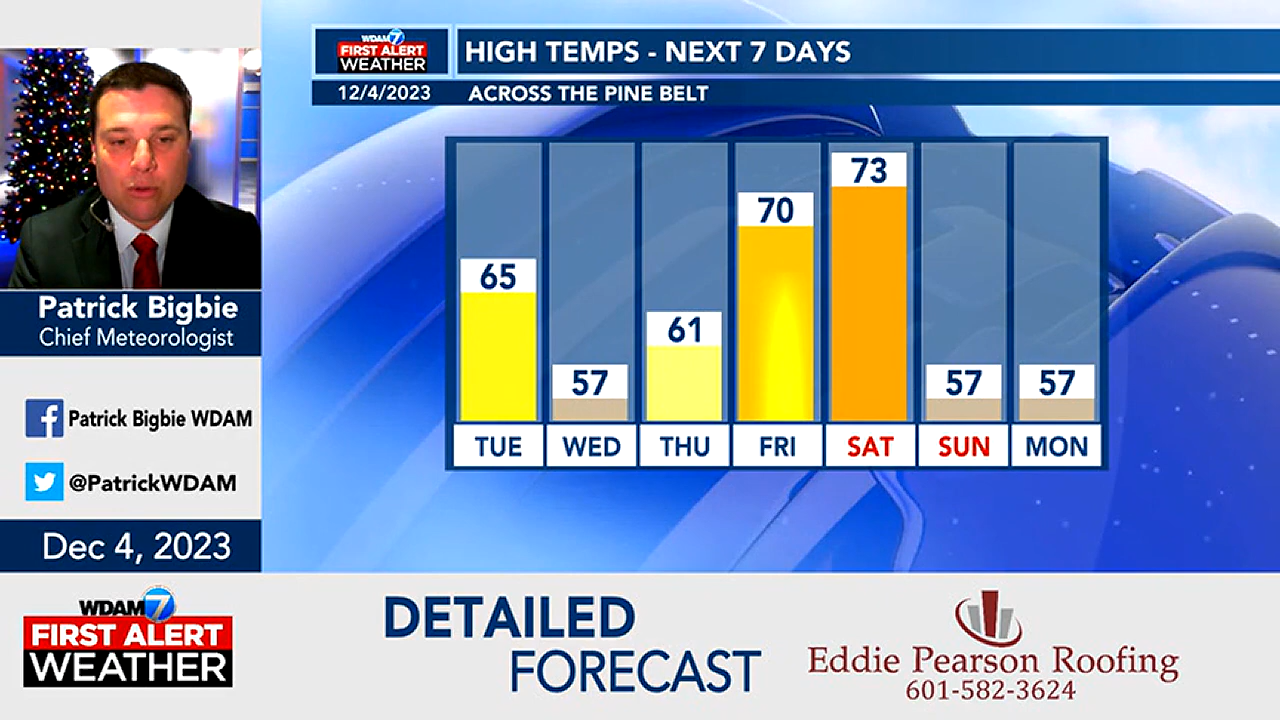 WDAM 7
FIRST ALERT
WEATHER
HIGH TEMPS - NEXT 7 DAYS
12/4/2023
ACROSS THE PINE BELT
65
57
61
70
73
57
57
TUE
WED
THU
FRI
SAT
SUN
MON
Patrick Bigbie
Chief Meteorologist
Patrick Bigbie WDAM
@PatrickWDAM
Dec 4, 2023
WDAM 7
FIRST ALERT
WEATHER
DETAILED
FORECAST
Eddie Pearson Roofing
601-582-3624